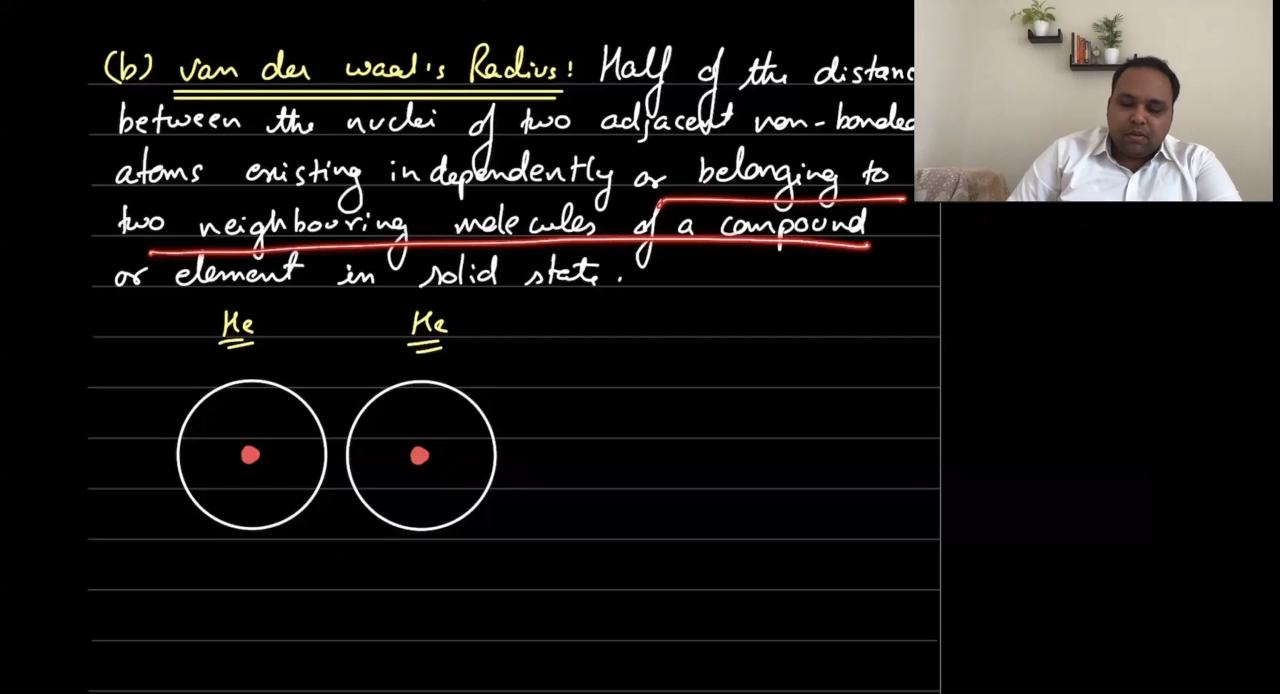 (b) van der waal's Radius: Half of the distanc
between the nuclei of two adjacent non-bonded
atoms existing independently or belonging to
two neighbouring molecules of a compound
or element in solid state.
He He